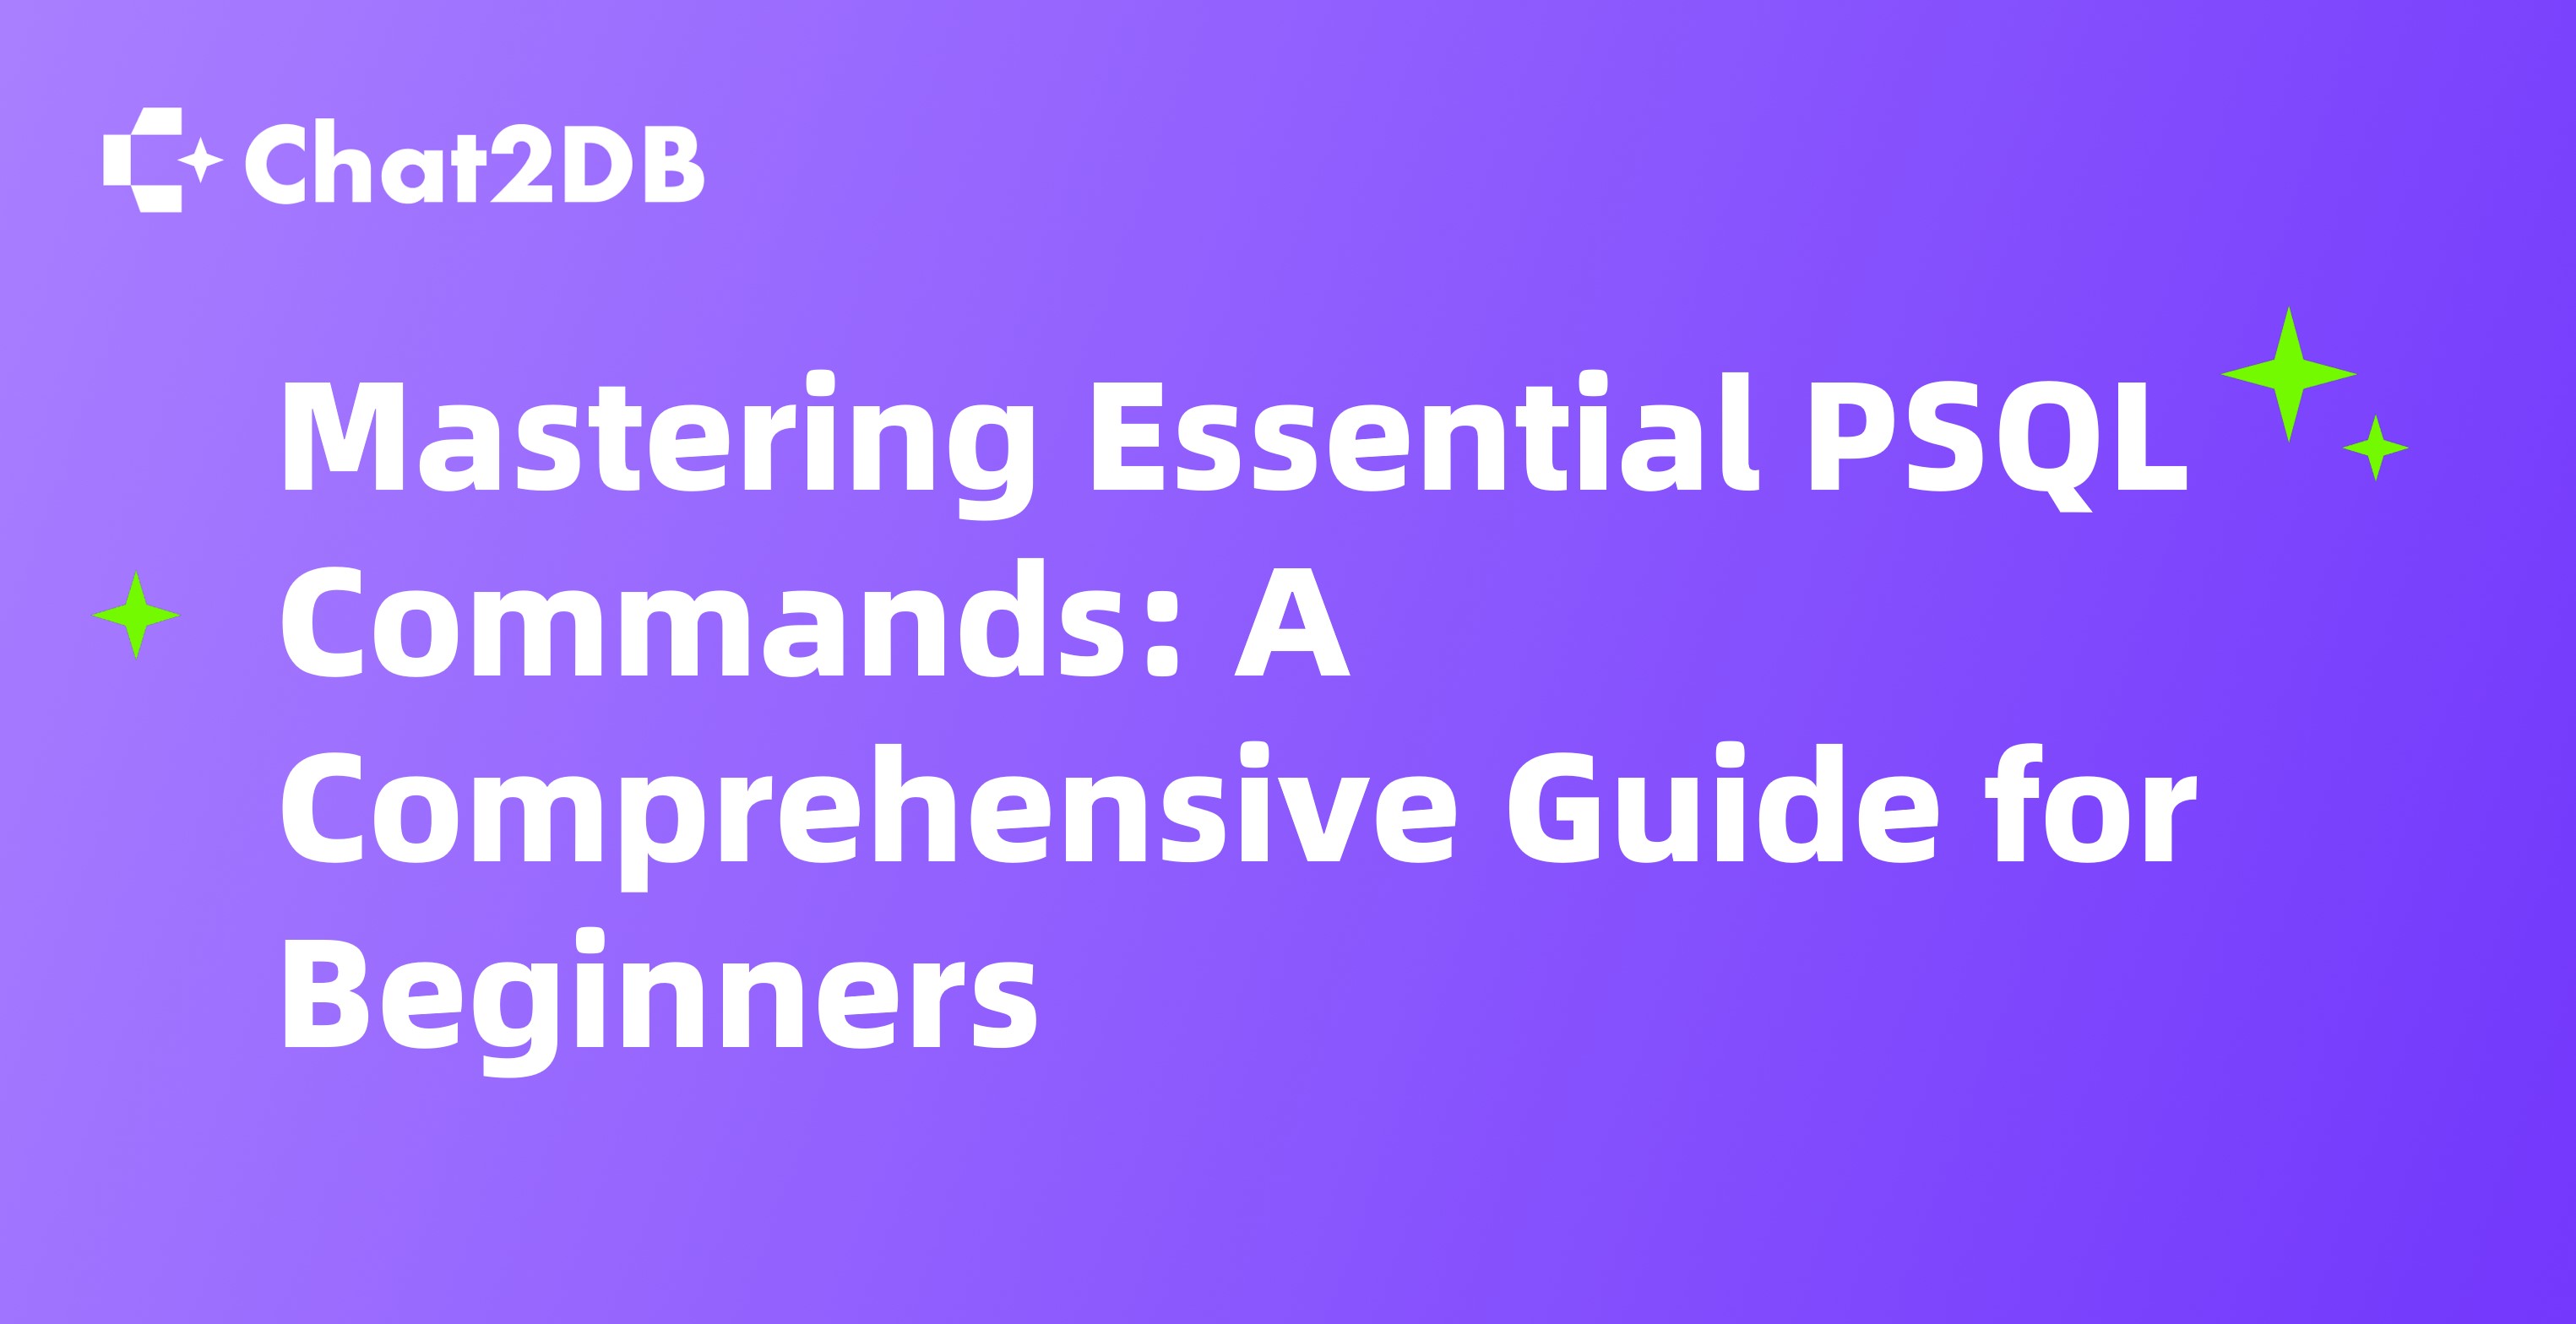 Chat2DB
Mastering Essential PSQL
Commands: A
Comprehensive Guide for
Beginners